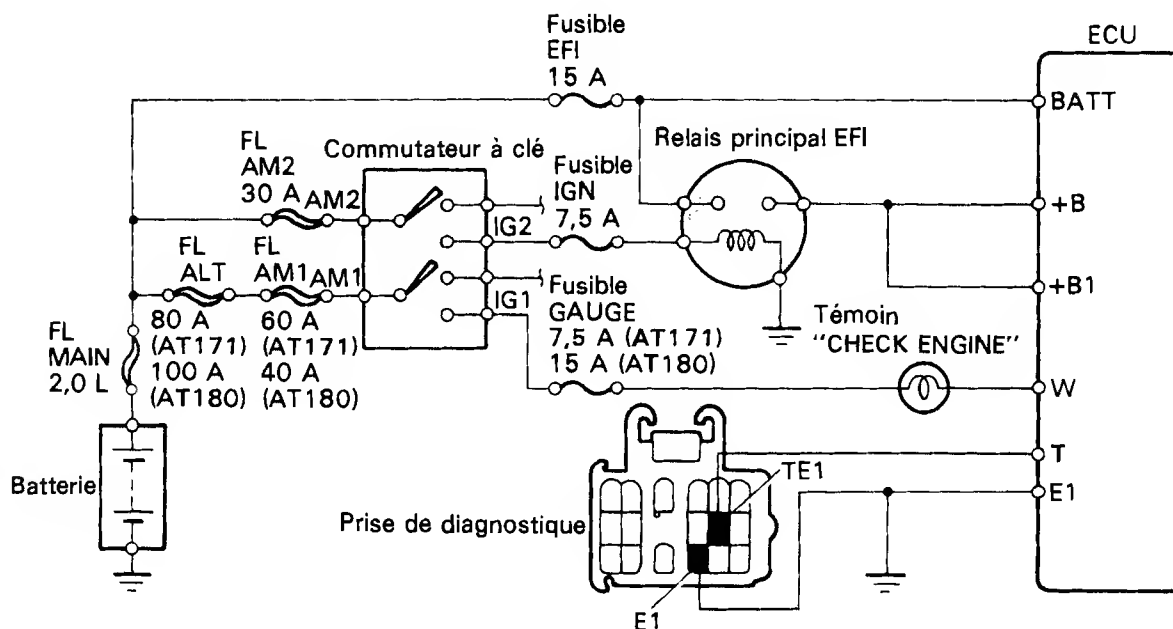 Fusible
EFI
15 A
ECU
BATT
FL
AM2
30 A
AM2
Commutateur à clé
Fusible
IGN
7,5 A
Relais principal EFI
+B
IG2
FL
ALT
80 A
(AT171)
100 A
(AT180)
FL
AM1
60 A
(AT171)
40 A
(AT180)
AM1
IG1
Fusible
GAUGE
7,5 A (AT171)
15 A (AT180)
+B1
Témoin
"CHECK ENGINE"
FL
MAIN
2,0 L
W
T
TE1
E1
Batterie
Prise de diagnostique
E1